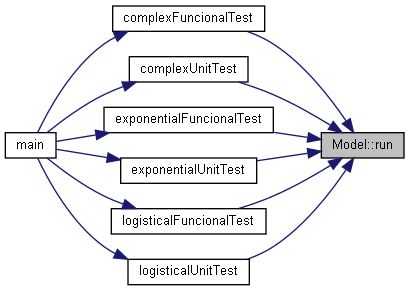 complexFuncionalTest
complexUnitTest
exponentialFuncionalTest
main
Model::run
exponentialUnitTest
logisticalFuncionalTest
logisticalUnitTest